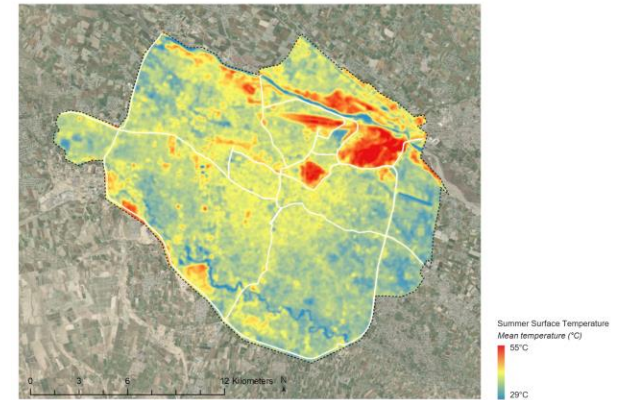 Summer Surface Temperature
Mean temperature (°C)
55°C
29°C
0 3 6 12 Kilometers N